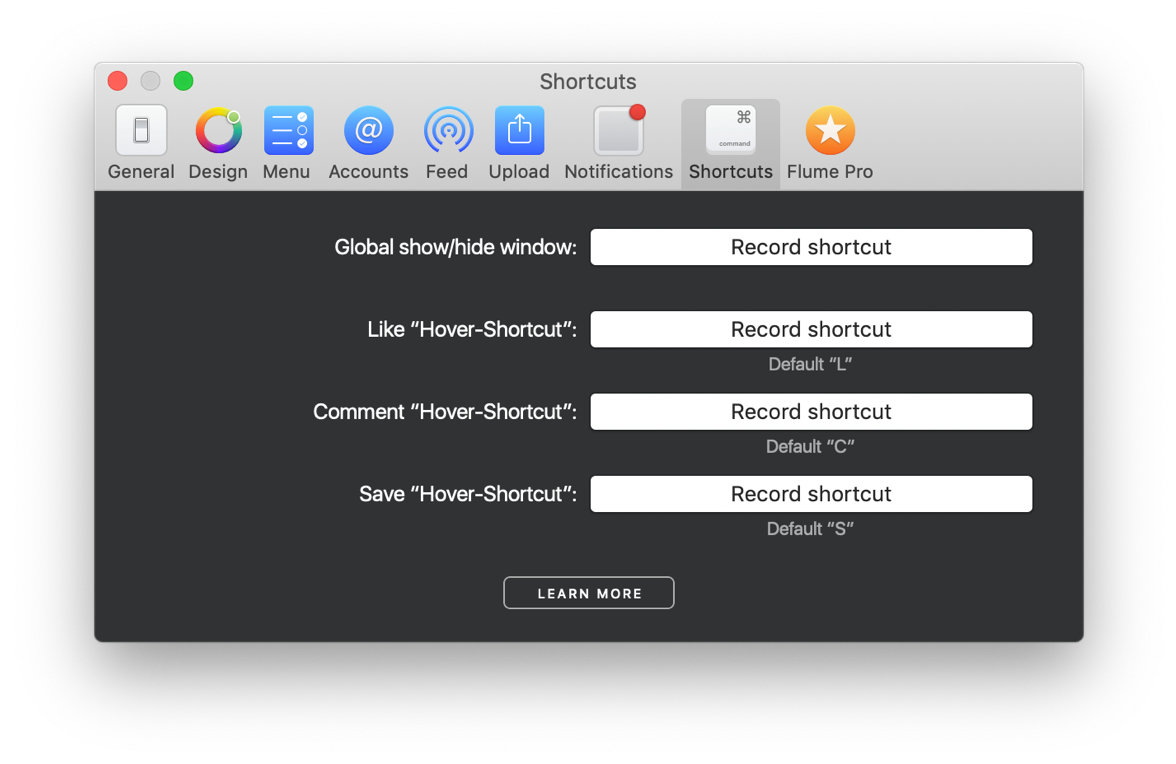 Shortcuts
⌘
command
General Design Menu Accounts Feed Upload Notifications Shortcuts Flume Pro
Global show/hide window: Record shortcut
Like “Hover-Shortcut”: Record shortcut
Default “L”
Comment “Hover-Shortcut”: Record shortcut
Default “C”
Save “Hover-Shortcut”: Record shortcut
Default “S”
LEARN MORE